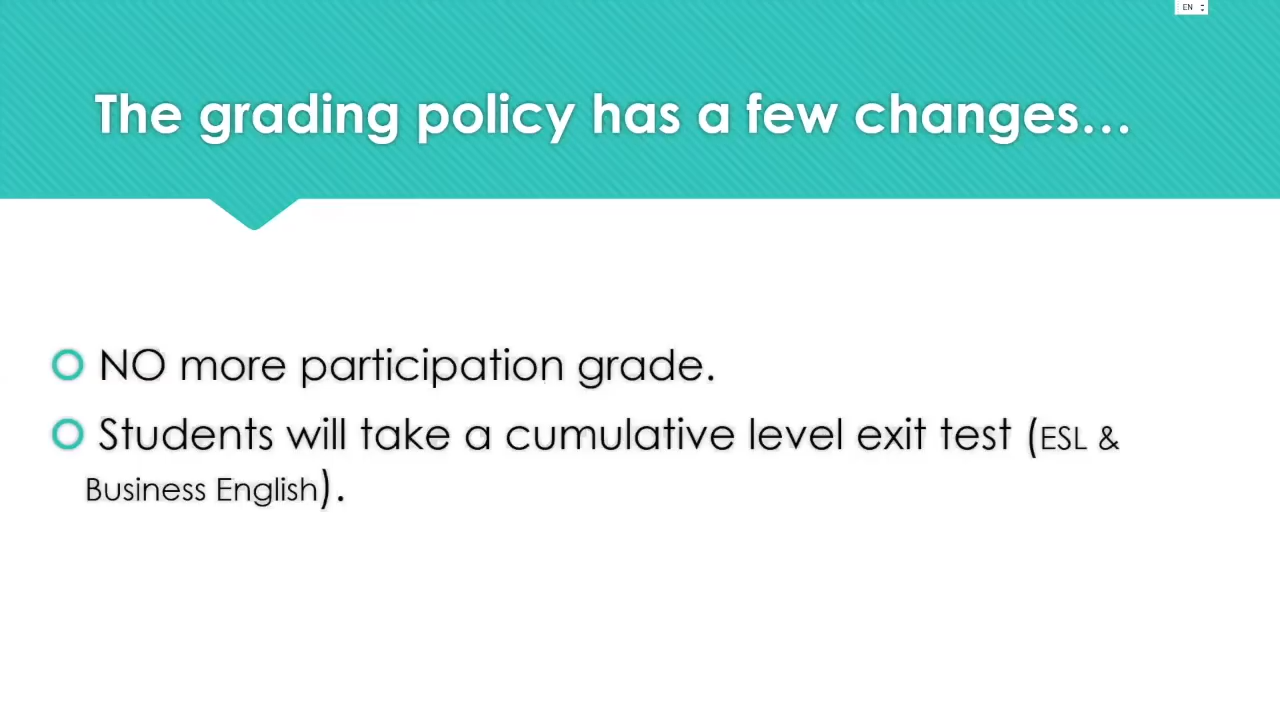 EN
The grading policy has a few changes...
NO more participation grade.
Students will take a cumulative level exit test (ESL &
Business English).